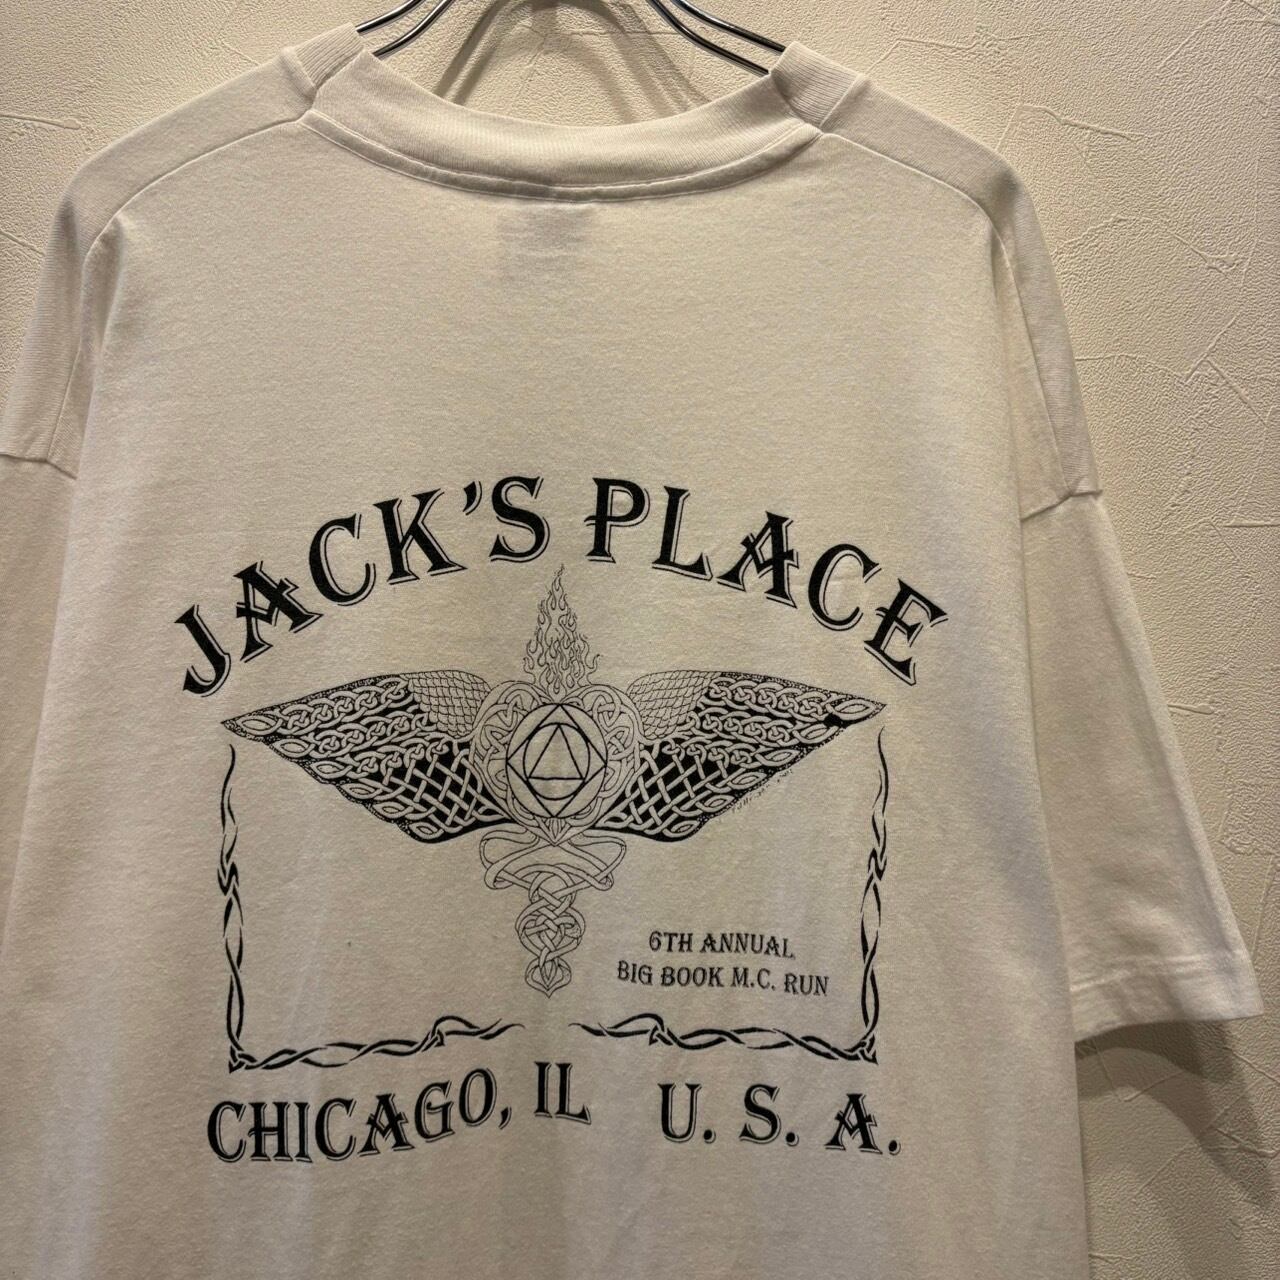 JACK'S PLACE
6TH ANNUAL
BIG BOOK M.C. RUN
CHICAGO, IL U. S. A.